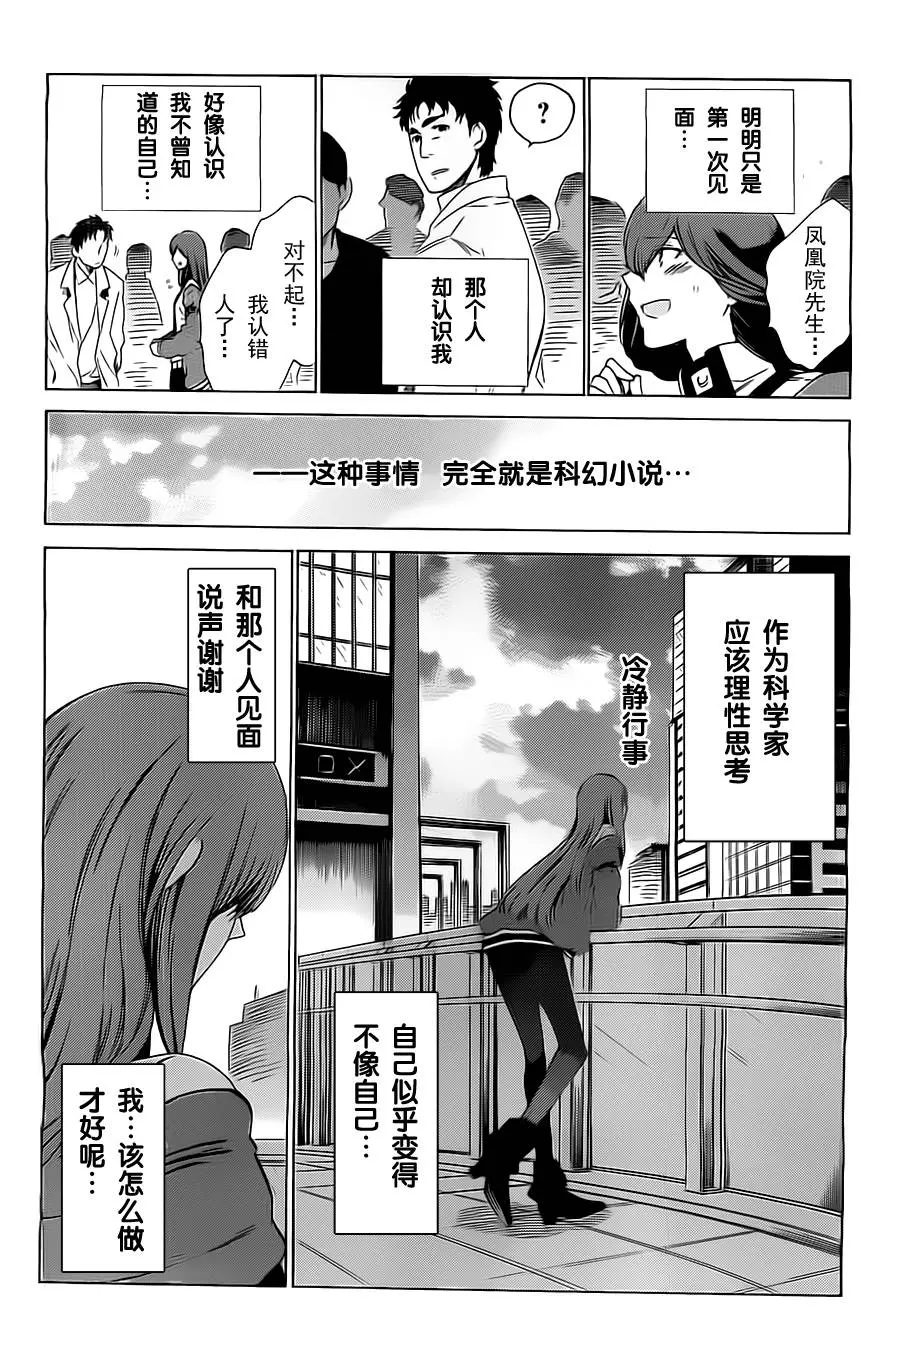 明明只是
第一次见
面…
凤凰院先生…
?
那个人
却认识我
好像认识
我不曾知
道的自己…
对不起…
我认错
人了…
——这种事情 完全就是科幻小说…
作为科学家
应该理性思考
冷静行事
自己似乎变得
不像自己…
和那个人见面
说声谢谢
我…该怎么做
才好呢…